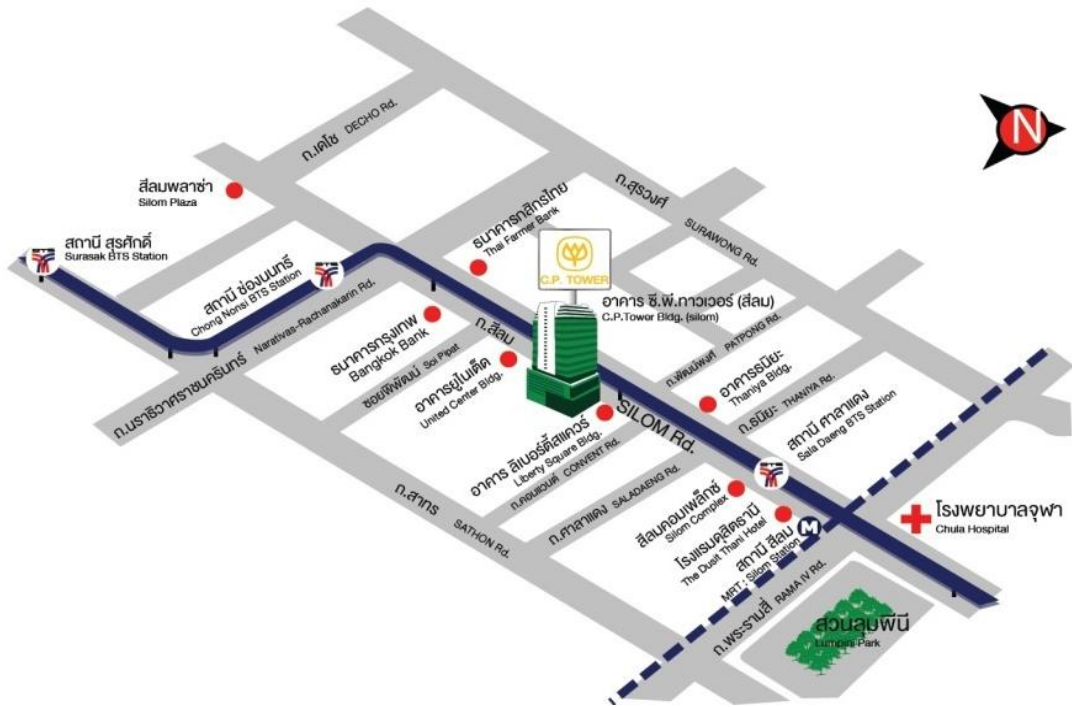 N
ถ.เดโช DECHO Rd.
สีลมพลาซ่า
Silom Plaza
ธนาคารกสิกรไทย
Thai Farmer Bank
ถ.สุรวงศ์
SURAWONG Rd.
สถานี สุรศักดิ์
Surasak BTS Station
สถานี ช่องนนทรี
Chong Nonsi BTS Station
C.P. TOWER
อาคาร ซี.พี.ทาวเวอร์ (สีลม)
C.P.Tower Bldg. (silom)
ถ.นราธิวาศราชนครินทร์ Narativas-Rachanakarin Rd.
ธนาคารกรุงเทพ
Bangkok Bank
ถ.สีลม
SILOM Rd.
ซอยพิพัฒน์ Soi Pipat
อาคารยูไนเต็ด
United Center Bldg.
ถ.พัฒน์พงศ์ PATPONG Rd.
อาคารธนิยะ
Thaniya Bldg.
ถ.ธนิยะ THANIYA Rd.
สถานี ศาลาแดง
Sala Daeng BTS Station
อาคาร ลิเบอร์ตี้สแควร์
Liberty Square Bldg.
ถ.คอนแวนต์ CONVENT Rd.
ถ.ศาลาแดง SALADAENG Rd.
ถ.สาทร
SATHON Rd.
สีลมคอมเพล็กซ์
Silom Complex
โรงแรมดุสิตธานี
The Dusit Thani Hotel
สถานี สีลม
MRT.: Silom Station
M
โรงพยาบาลจุฬา
Chula Hospital
ถ.พระรามสี่ RAMA IV Rd.
สวนลุมพีนี
Lumpini Park